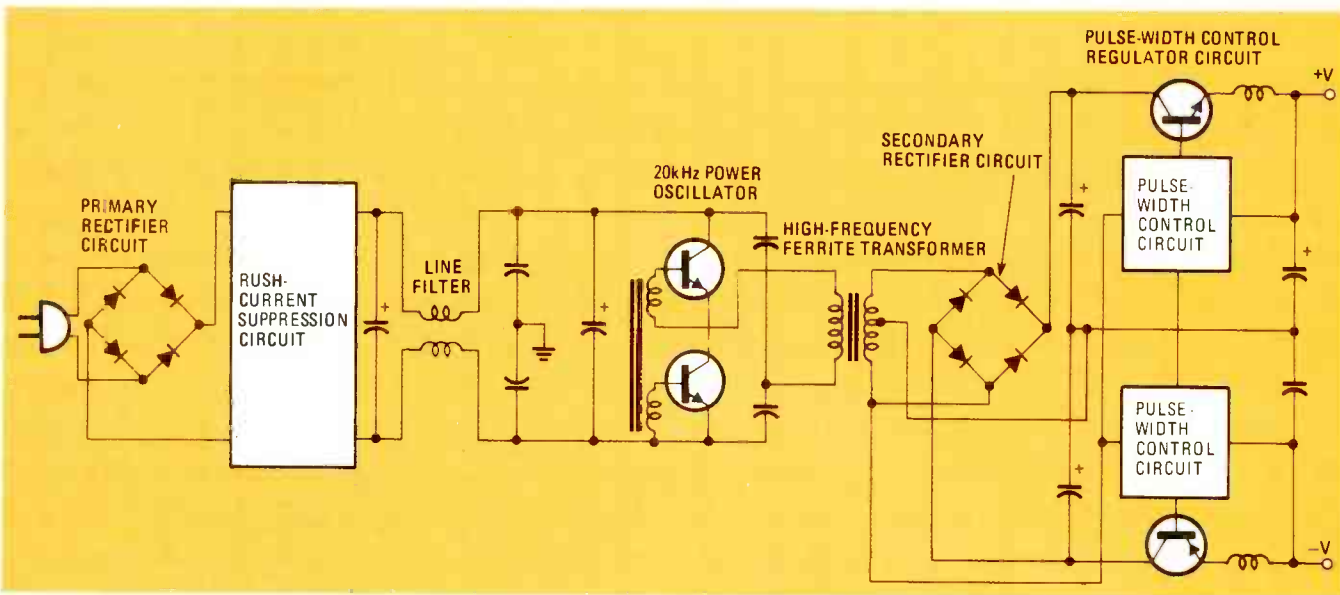 PRIMARY
RECTIFIER
CIRCUIT
RUSH-
CURRENT
SUPPRESSION
CIRCUIT
+
LINE
FILTER
+
20kHz POWER
OSCILLATOR
HIGH-FREQUENCY
FERRITE TRANSFORMER
SECONDARY
RECTIFIER CIRCUIT
PULSE-WIDTH CONTROL
REGULATOR CIRCUIT
+V
+
PULSE-
WIDTH
CONTROL
CIRCUIT
+
PULSE-
WIDTH
CONTROL
CIRCUIT
+
-V